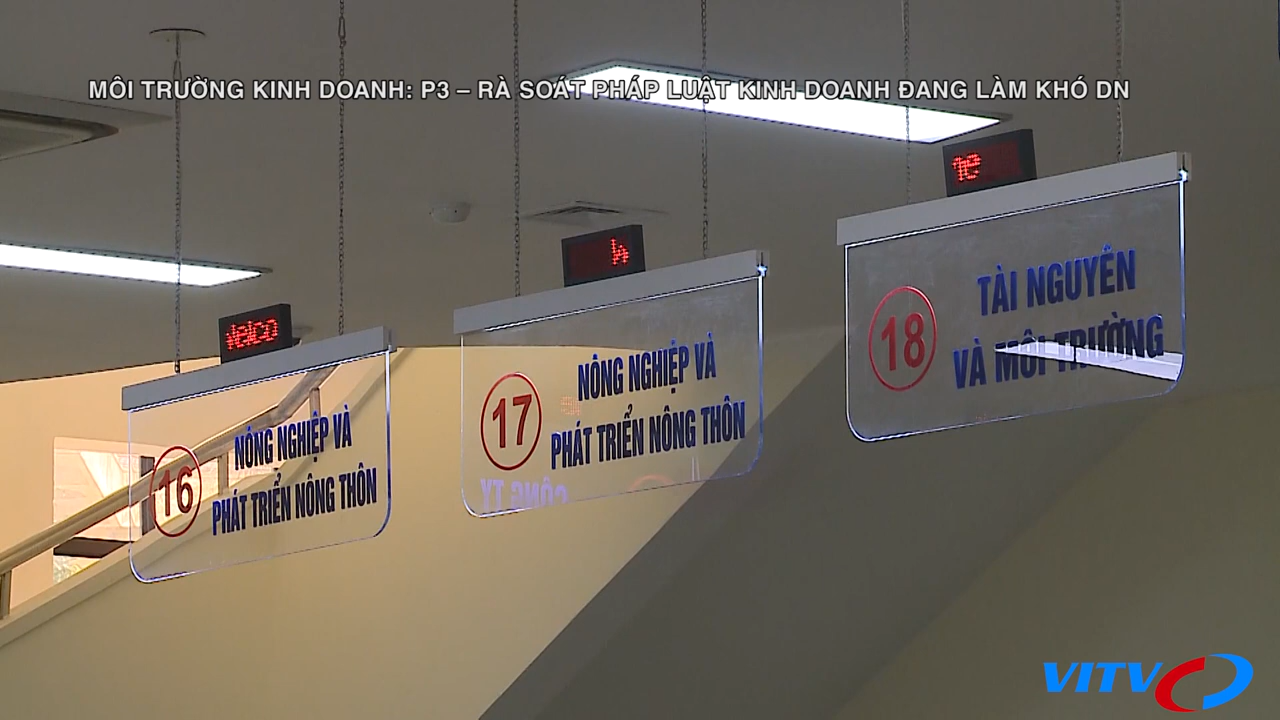 MÔI TRƯỜNG KINH DOANH: P3 – RÀ SOÁT PHÁP LUẬT KINH DOANH ĐANG LÀM KHÓ DN
Welco
16
NÔNG NGHIỆP VÀ
PHÁT TRIỂN NÔNG THÔN
17
NÔNG NGHIỆP VÀ
PHÁT TRIỂN NÔNG THÔN
18
TÀI NGUYÊN
VÀ MÔI TRƯỜNG
VITV